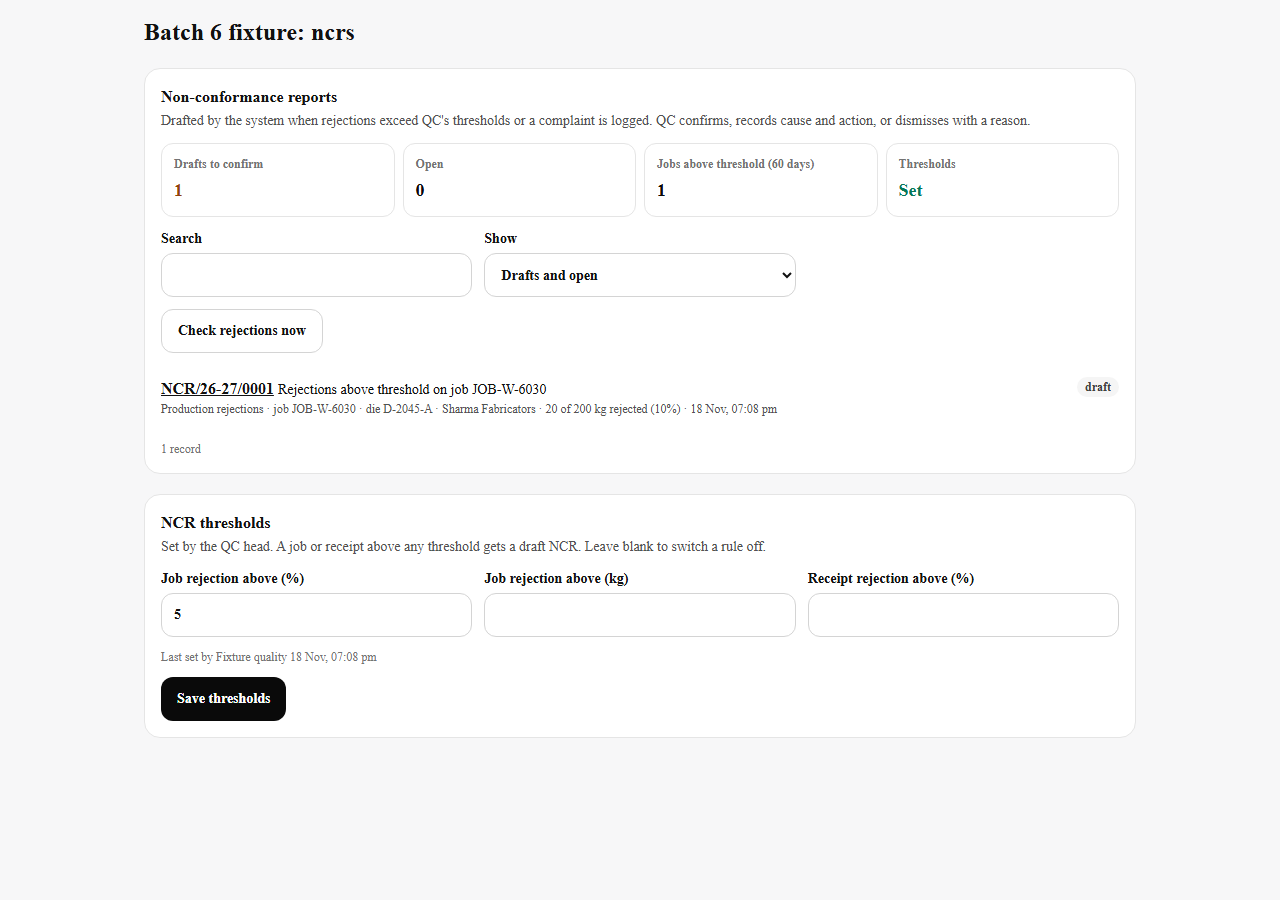 Batch 6 fixture: ncrs
Non-conformance reports
Drafted by the system when rejections exceed QC's thresholds or a complaint is logged. QC confirms, records cause and action, or dismisses with a reason.
Drafts to confirm
1
Open
0
Jobs above threshold (60 days)
1
Thresholds
Set
Search
Show
Drafts and open
Check rejections now
NCR/26-27/0001 Rejections above threshold on job JOB-W-6030
draft
Production rejections · job JOB-W-6030 · die D-2045-A · Sharma Fabricators · 20 of 200 kg rejected (10%) · 18 Nov, 07:08 pm
1 record
NCR thresholds
Set by the QC head. A job or receipt above any threshold gets a draft NCR. Leave blank to switch a rule off.
Job rejection above (%)
Job rejection above (kg)
Receipt rejection above (%)
5
Last set by Fixture quality 18 Nov, 07:08 pm
Save thresholds